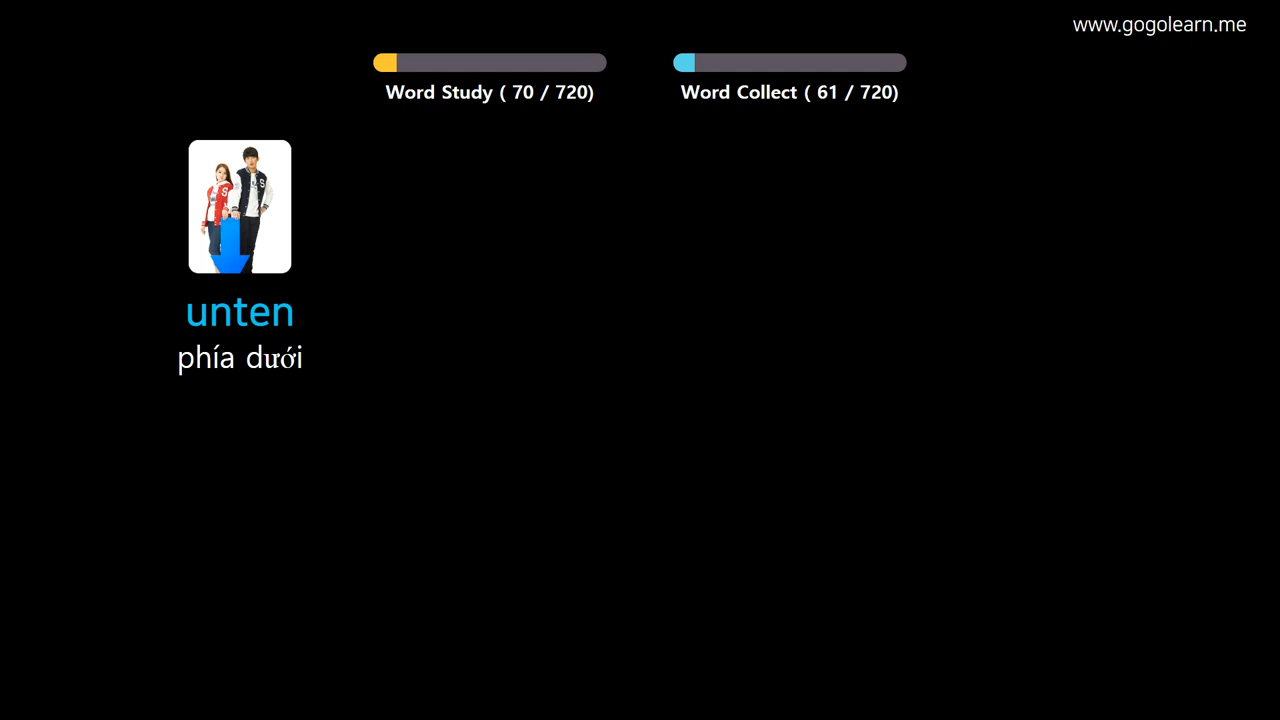 www.gogolearn.me
Word Study ( 70 / 720)
Word Collect ( 61 / 720)
S
S
unten
phía dưới